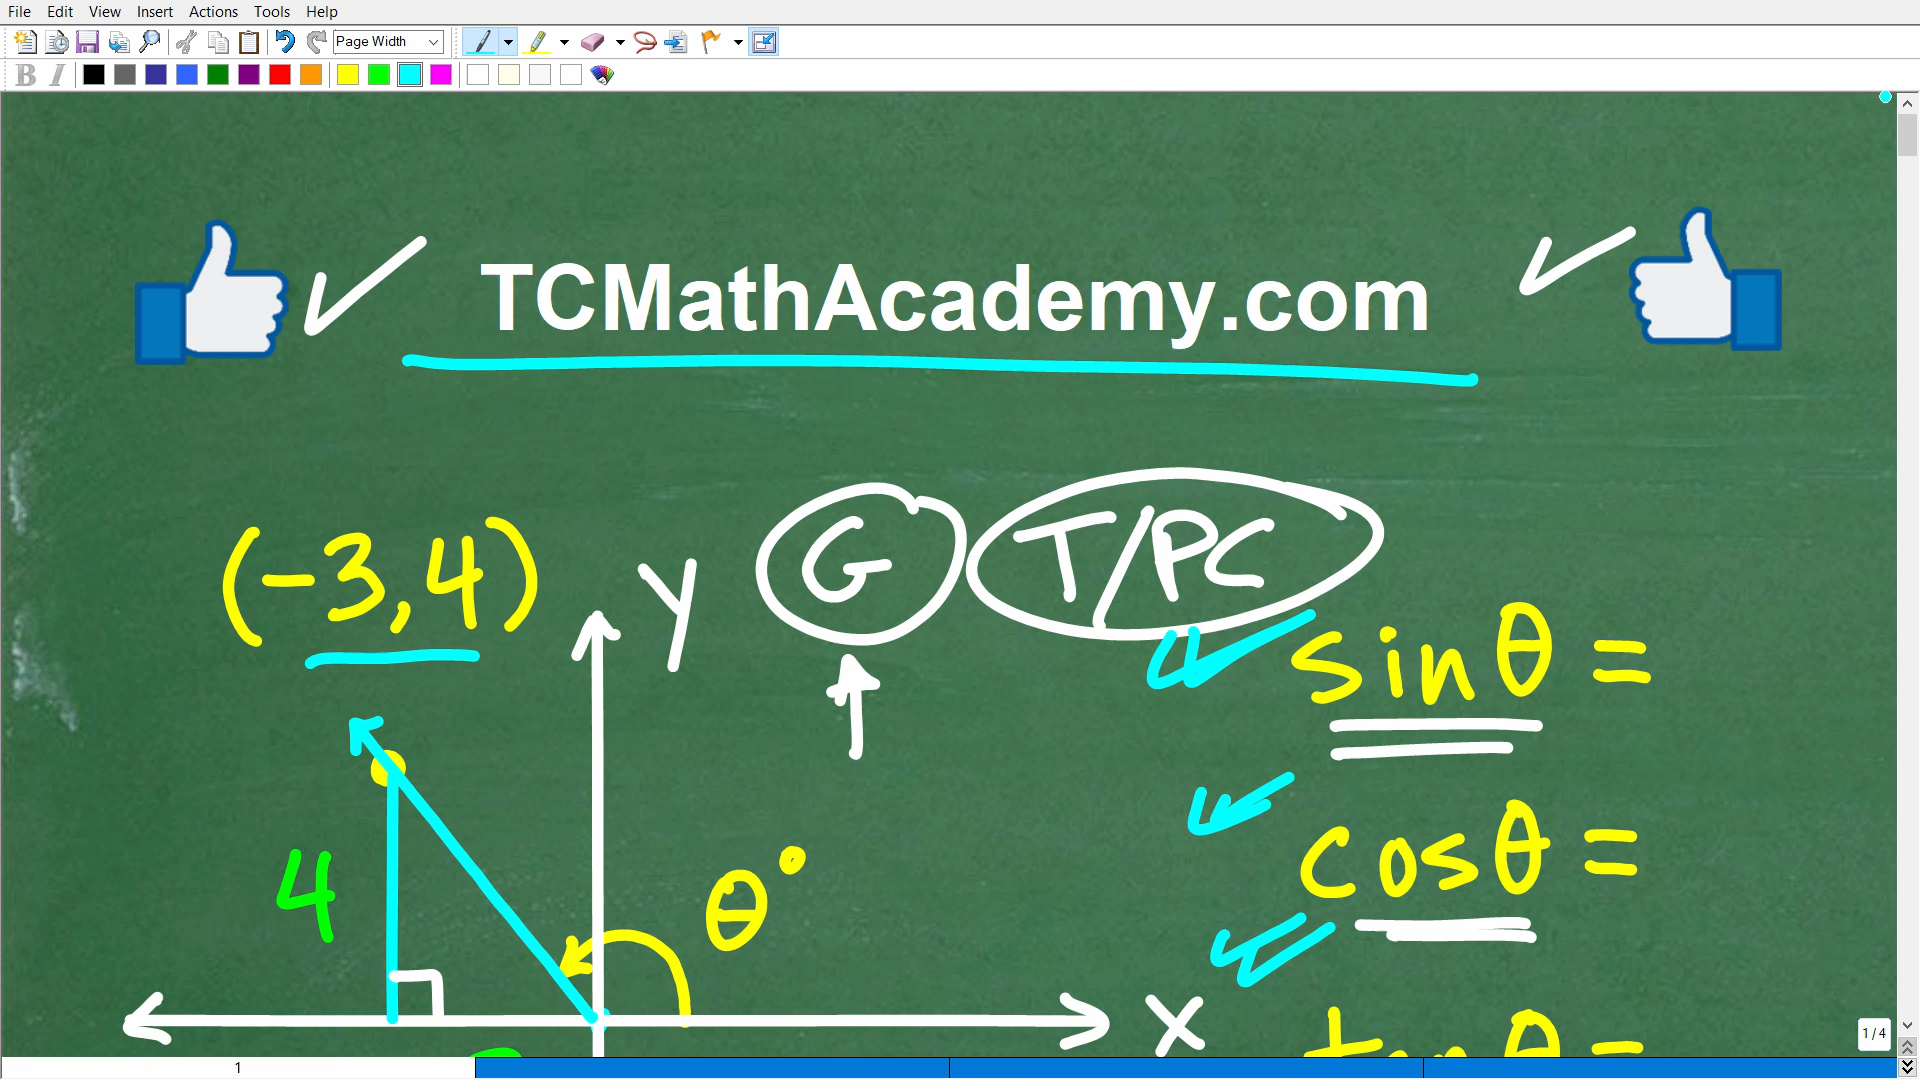 File Edit View Insert Actions Tools Help
Page Width
B I
TCMathAcademy.com
(-3,4) y G T/PC
sinθ =
cosθ =
4 θ°
x
tanθ =
1 / 4
1